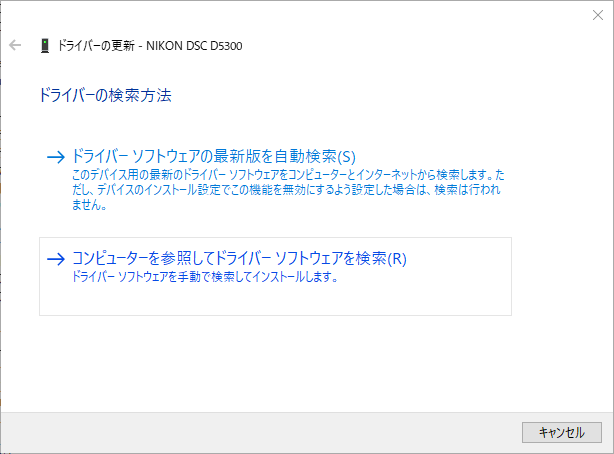 ドライバーの更新 - NIKON DSC D5300
ドライバーの検索方法
ドライバー ソフトウェアの最新版を自動検索(S)
このデバイス用の最新のドライバー ソフトウェアをコンピューターとインターネットから検索します。た
だし、デバイスのインストール設定でこの機能を無効にするよう設定した場合は、検索は行われ
ません。
コンピューターを参照してドライバー ソフトウェアを検索(R)
ドライバー ソフトウェアを手動で検索してインストールします。
キャンセル